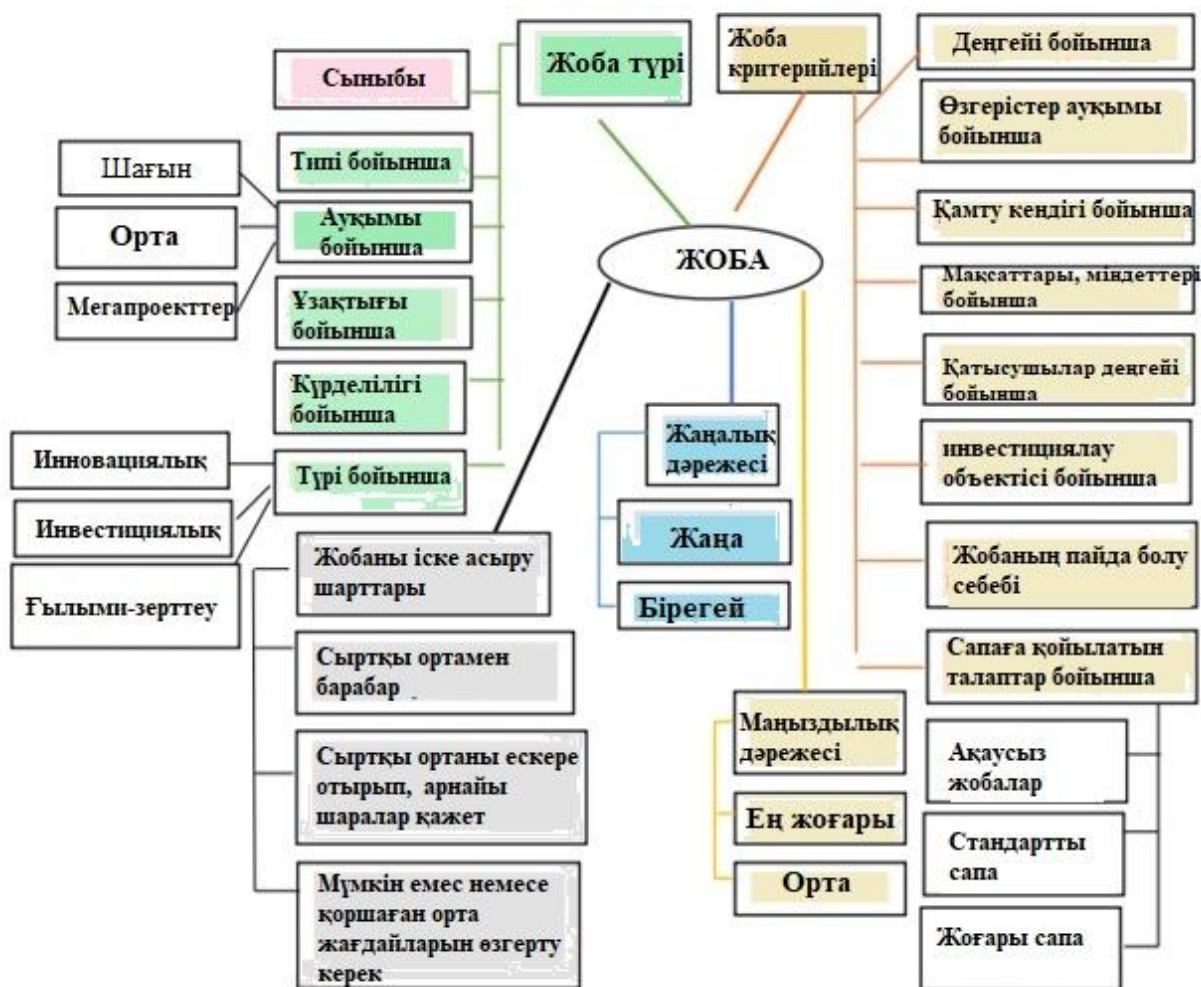 Жоба түрі
Сыныбы
Типі бойынша
Ауқымы
бойынша
Шағын
Орта
Мегапроекттер
Ұзақтығы
бойынша
Күрделілігі
бойынша
Түрі бойынша
Инновациялық
Инвестициялық
Ғылыми-зерттеу
Жоба
критерийлері
Деңгейі бойынша
Өзгерістер ауқымы
бойынша
Қамту кеңдігі бойынша
Мақсаттары, міндеттері
бойынша
Қатысушылар деңгейі
бойынша
инвестициялау
объектісі бойынша
Жобаның пайда болу
себебі
Сапаға қойылатын
талаптар бойынша
Ақаусыз
жобалар
Стандартты
сапа
Жоғары сапа
ЖОБА
Жаңалық
дәрежесі
Жаңа
Бірегей
Жобаны іске асыру
шарттары
Сыртқы ортамен
барабар
Сыртқы ортаны ескере
отырып, арнайы
шаралар қажет
Мүмкін емес немесе
қоршаған орта
жағдайларын өзгерту
керек
Маңыздылық
дәрежесі
Ең жоғары
Орта